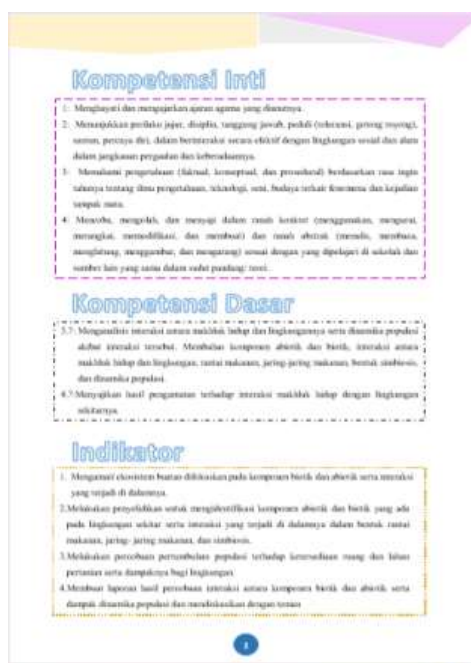 Kompetensi Inti
1: Menghayati dan mengajarkan ajaran agama yang dianutnya.
2: Menunjukkan perilaku jujur, disiplin, tanggung jawab, peduli (toleransi, gotong royong),
santun, percaya diri, dalam berinteraksi secara efektif dengan lingkungan sosial dan alam
dalam jangkauan pergaulan dan keberadaannya.
3: Memahami pengetahuan (faktual, konseptual, dan prosedural) berdasarkan rasa ingin
tahunya tentang ilmu pengetahuan, teknologi, seni, budaya terkait fenomena dan kejadian
tampak mata.
4: Mencoba, mengolah, dan menyaji dalam ranah konkret (menggunakan, mengurai,
merangkai, memodifikasi, dan membuat) dan ranah abstrak (menulis, membaca,
menghitung, menggambar, dan mengarang) sesuai dengan yang dipelajari di sekolah dan
sumber lain yang sama dalam sudut pandang/ teori.
Kompetensi Dasar
3.7: Menganalisis interaksi antara makhluk hidup dan lingkungannya serta dinamika populasi
akibat interaksi tersebut. Membahas komponen abiotik dan biotik, interaksi antara
makhluk hidup dan lingkungan, rantai makanan, jaring-jaring makanan, bentuk simbiosis,
dan dinamika populasi.
4.7: Menyajikan hasil pengamatan terhadap interaksi makhluk hidup dengan lingkungan
sekitarnya.
Indikator
1. Mengamati ekosistem buatan difokuskan pada komponen biotik dan abiotik serta interaksi
yang terjadi di dalamnya.
2.Melakukan penyelidikan untuk mengidentifikasi komponen abiotik dan biotik yang ada
pada lingkungan sekitar serta interaksi yang terjadi di dalamnya dalam bentuk rantai
makanan, jaring- jaring makanan, dan simbiosis.
3.Melakukan percobaan pertumbuhan populasi terhadap ketersediaan ruang dan lahan
pertanian serta dampaknya bagi lingkungan.
4.Membuat laporan hasil percobaan interaksi antara komponen biotik dan abiotik serta
dampak dinamika populasi dan mendiskusikan dengan teman